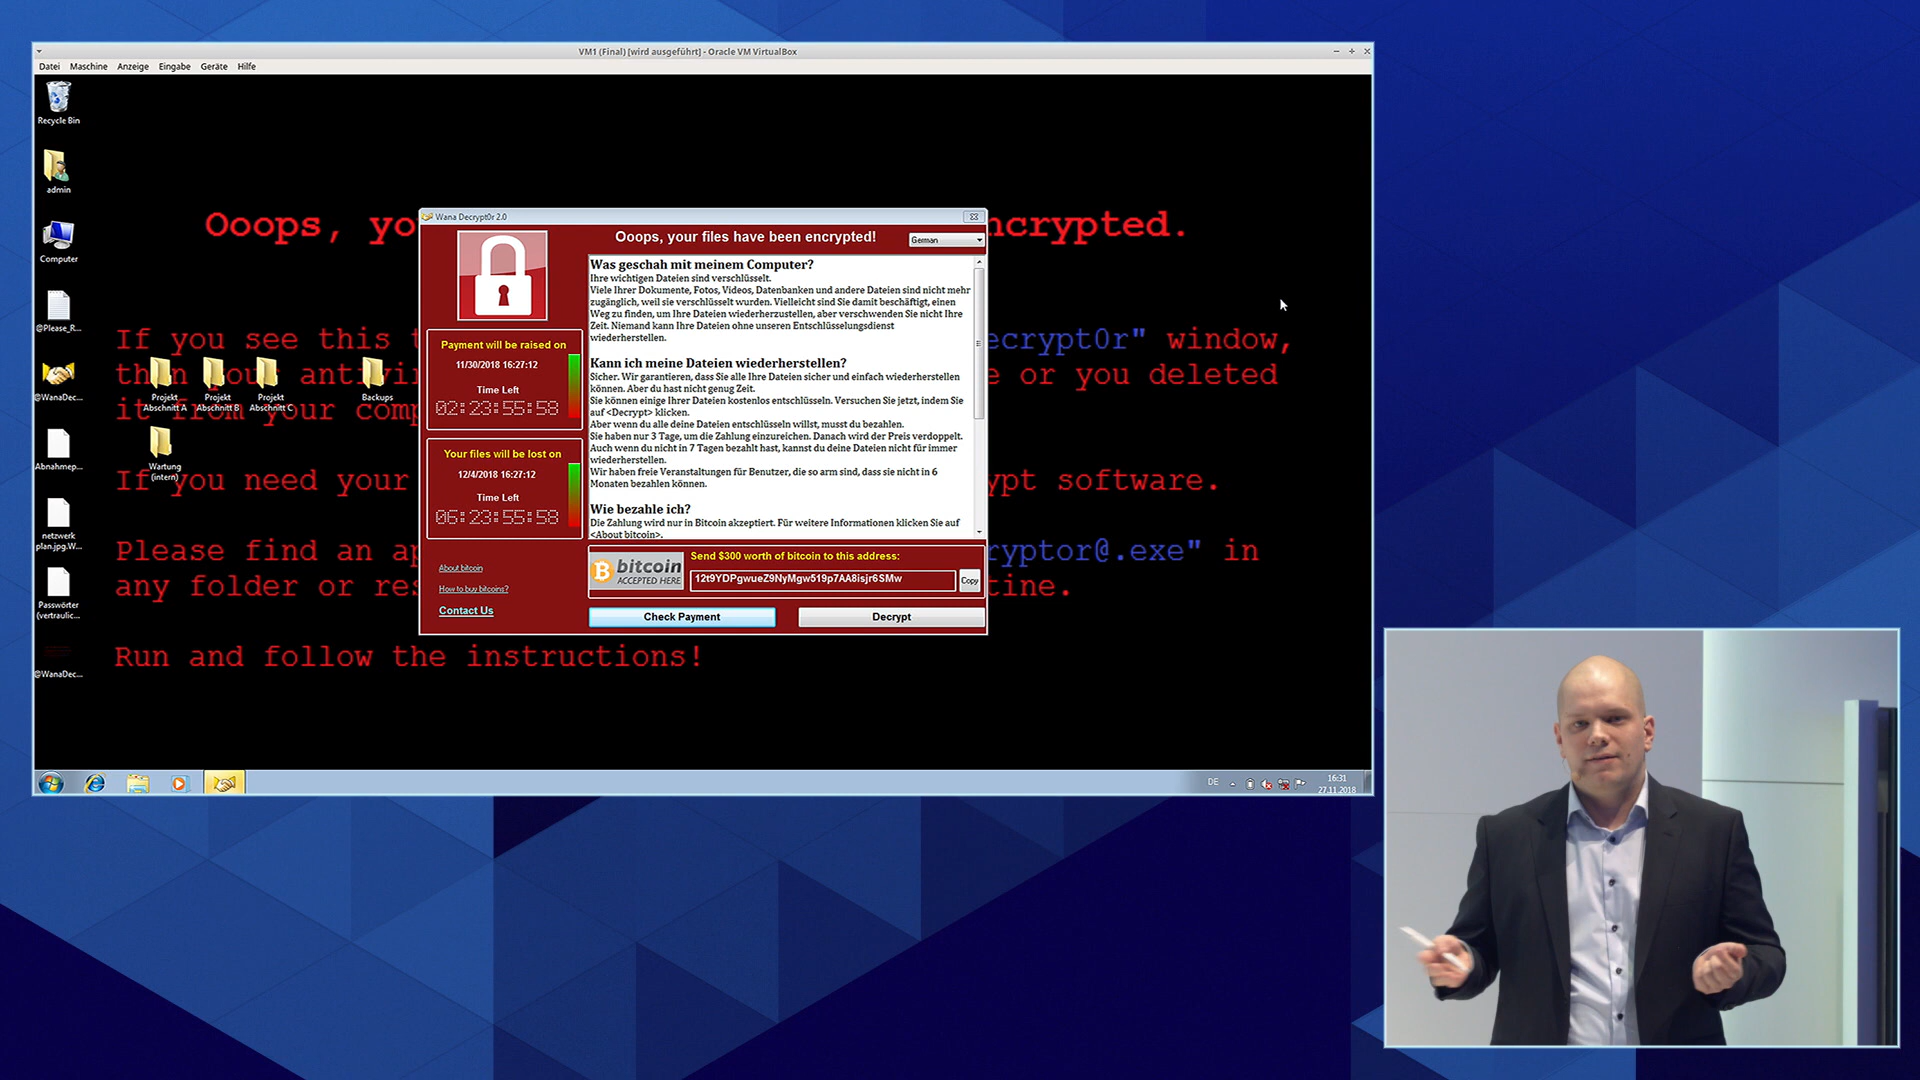 VM1 (Final) [wird ausgeführt] - Oracle VM VirtualBox
Datei Maschine Anzeige Eingabe Geräte Hilfe
Recycle Bin
admin
Computer
@Please_R...
@WanaDec...
Abnahmep...
netzwerk
plan.jpg.W...
Passwörter
(vertraulic...
@WanaDec...
Projekt
Abschnitt A
Projekt
Abschnitt B
Projekt
Abschnitt C
Backups
Wartung
(intern)
Ooops, yo
ncrypted.
If you see this t
ecrypt0r" window,
then your antivir
e or you deleted
it from your comp
If you need your
ypt software.
Please find an ap
ryptor@.exe" in
any folder or res
tine.
Run and follow the instructions!
Wana Decrypt0r 2.0
Ooops, your files have been encrypted!
German
Payment will be raised on
11/30/2018 16:27:12
Time Left
02:23:55:58
Your files will be lost on
12/4/2018 16:27:12
Time Left
06:23:55:58
About bitcoin
How to buy bitcoins?
Contact Us
Was geschah mit meinem Computer?
Ihre wichtigen Dateien sind verschlüsselt.
Viele Ihrer Dokumente, Fotos, Videos, Datenbanken und andere Dateien sind nicht mehr
zugänglich, weil sie verschlüsselt wurden. Vielleicht sind Sie damit beschäftigt, einen
Weg zu finden, um Ihre Dateien wiederherzustellen, aber verschwenden Sie nicht Ihre
Zeit. Niemand kann Ihre Dateien ohne unseren Entschlüsselungsdienst
wiederherstellen.
Kann ich meine Dateien wiederherstellen?
Sicher. Wir garantieren, dass Sie alle Ihre Dateien sicher und einfach wiederherstellen
können. Aber du hast nicht genug Zeit.
Sie können einige Ihrer Dateien kostenlos entschlüsseln. Versuchen Sie jetzt, indem Sie
auf <Decrypt> klicken.
Aber wenn du alle deine Dateien entschlüsseln willst, musst du bezahlen.
Sie haben nur 3 Tage, um die Zahlung einzureichen. Danach wird der Preis verdoppelt.
Auch wenn du nicht in 7 Tagen bezahlt hast, kannst du deine Dateien nicht für immer
wiederherstellen.
Wir haben freie Veranstaltungen für Benutzer, die so arm sind, dass sie nicht in 6
Monaten bezahlen können.
Wie bezahle ich?
Die Zahlung wird nur in Bitcoin akzeptiert. Für weitere Informationen klicken Sie auf
<About bitcoin>.
bitcoin
ACCEPTED HERE
Send $300 worth of bitcoin to this address:
12t9YDPgwueZ9NyMgw519p7AA8isjr6SMw
Copy
Check Payment
Decrypt
DE
16:31
27.11.2018